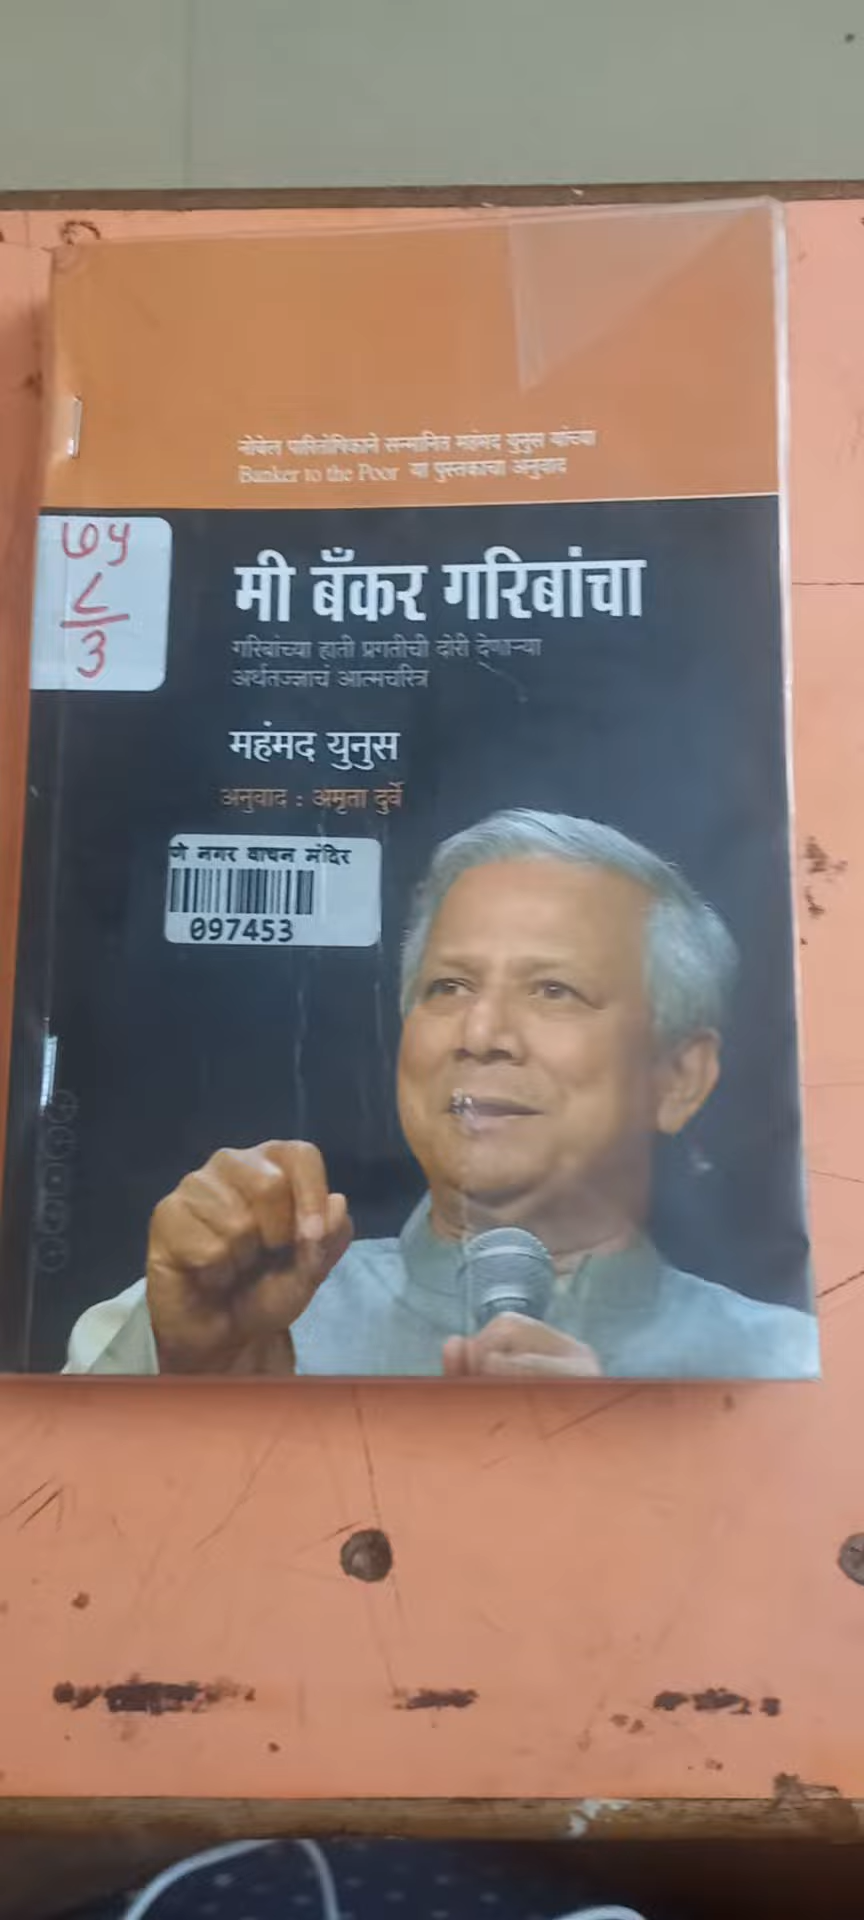 नोबेल पारितोषिकाने सन्मानित महंमद युनुस यांच्या
Banker to the Poor या पुस्तकाचा अनुवाद
७५
८
३
मी बँकर गरिबांचा
गरिबांच्या हाती प्रगतीची दोरी देणाऱ्या
अर्थतज्ज्ञाचं आत्मचरित्र
महंमद युनुस
अनुवाद : अमृता दुर्वे
णे नगर वाचन मंदिर
097453